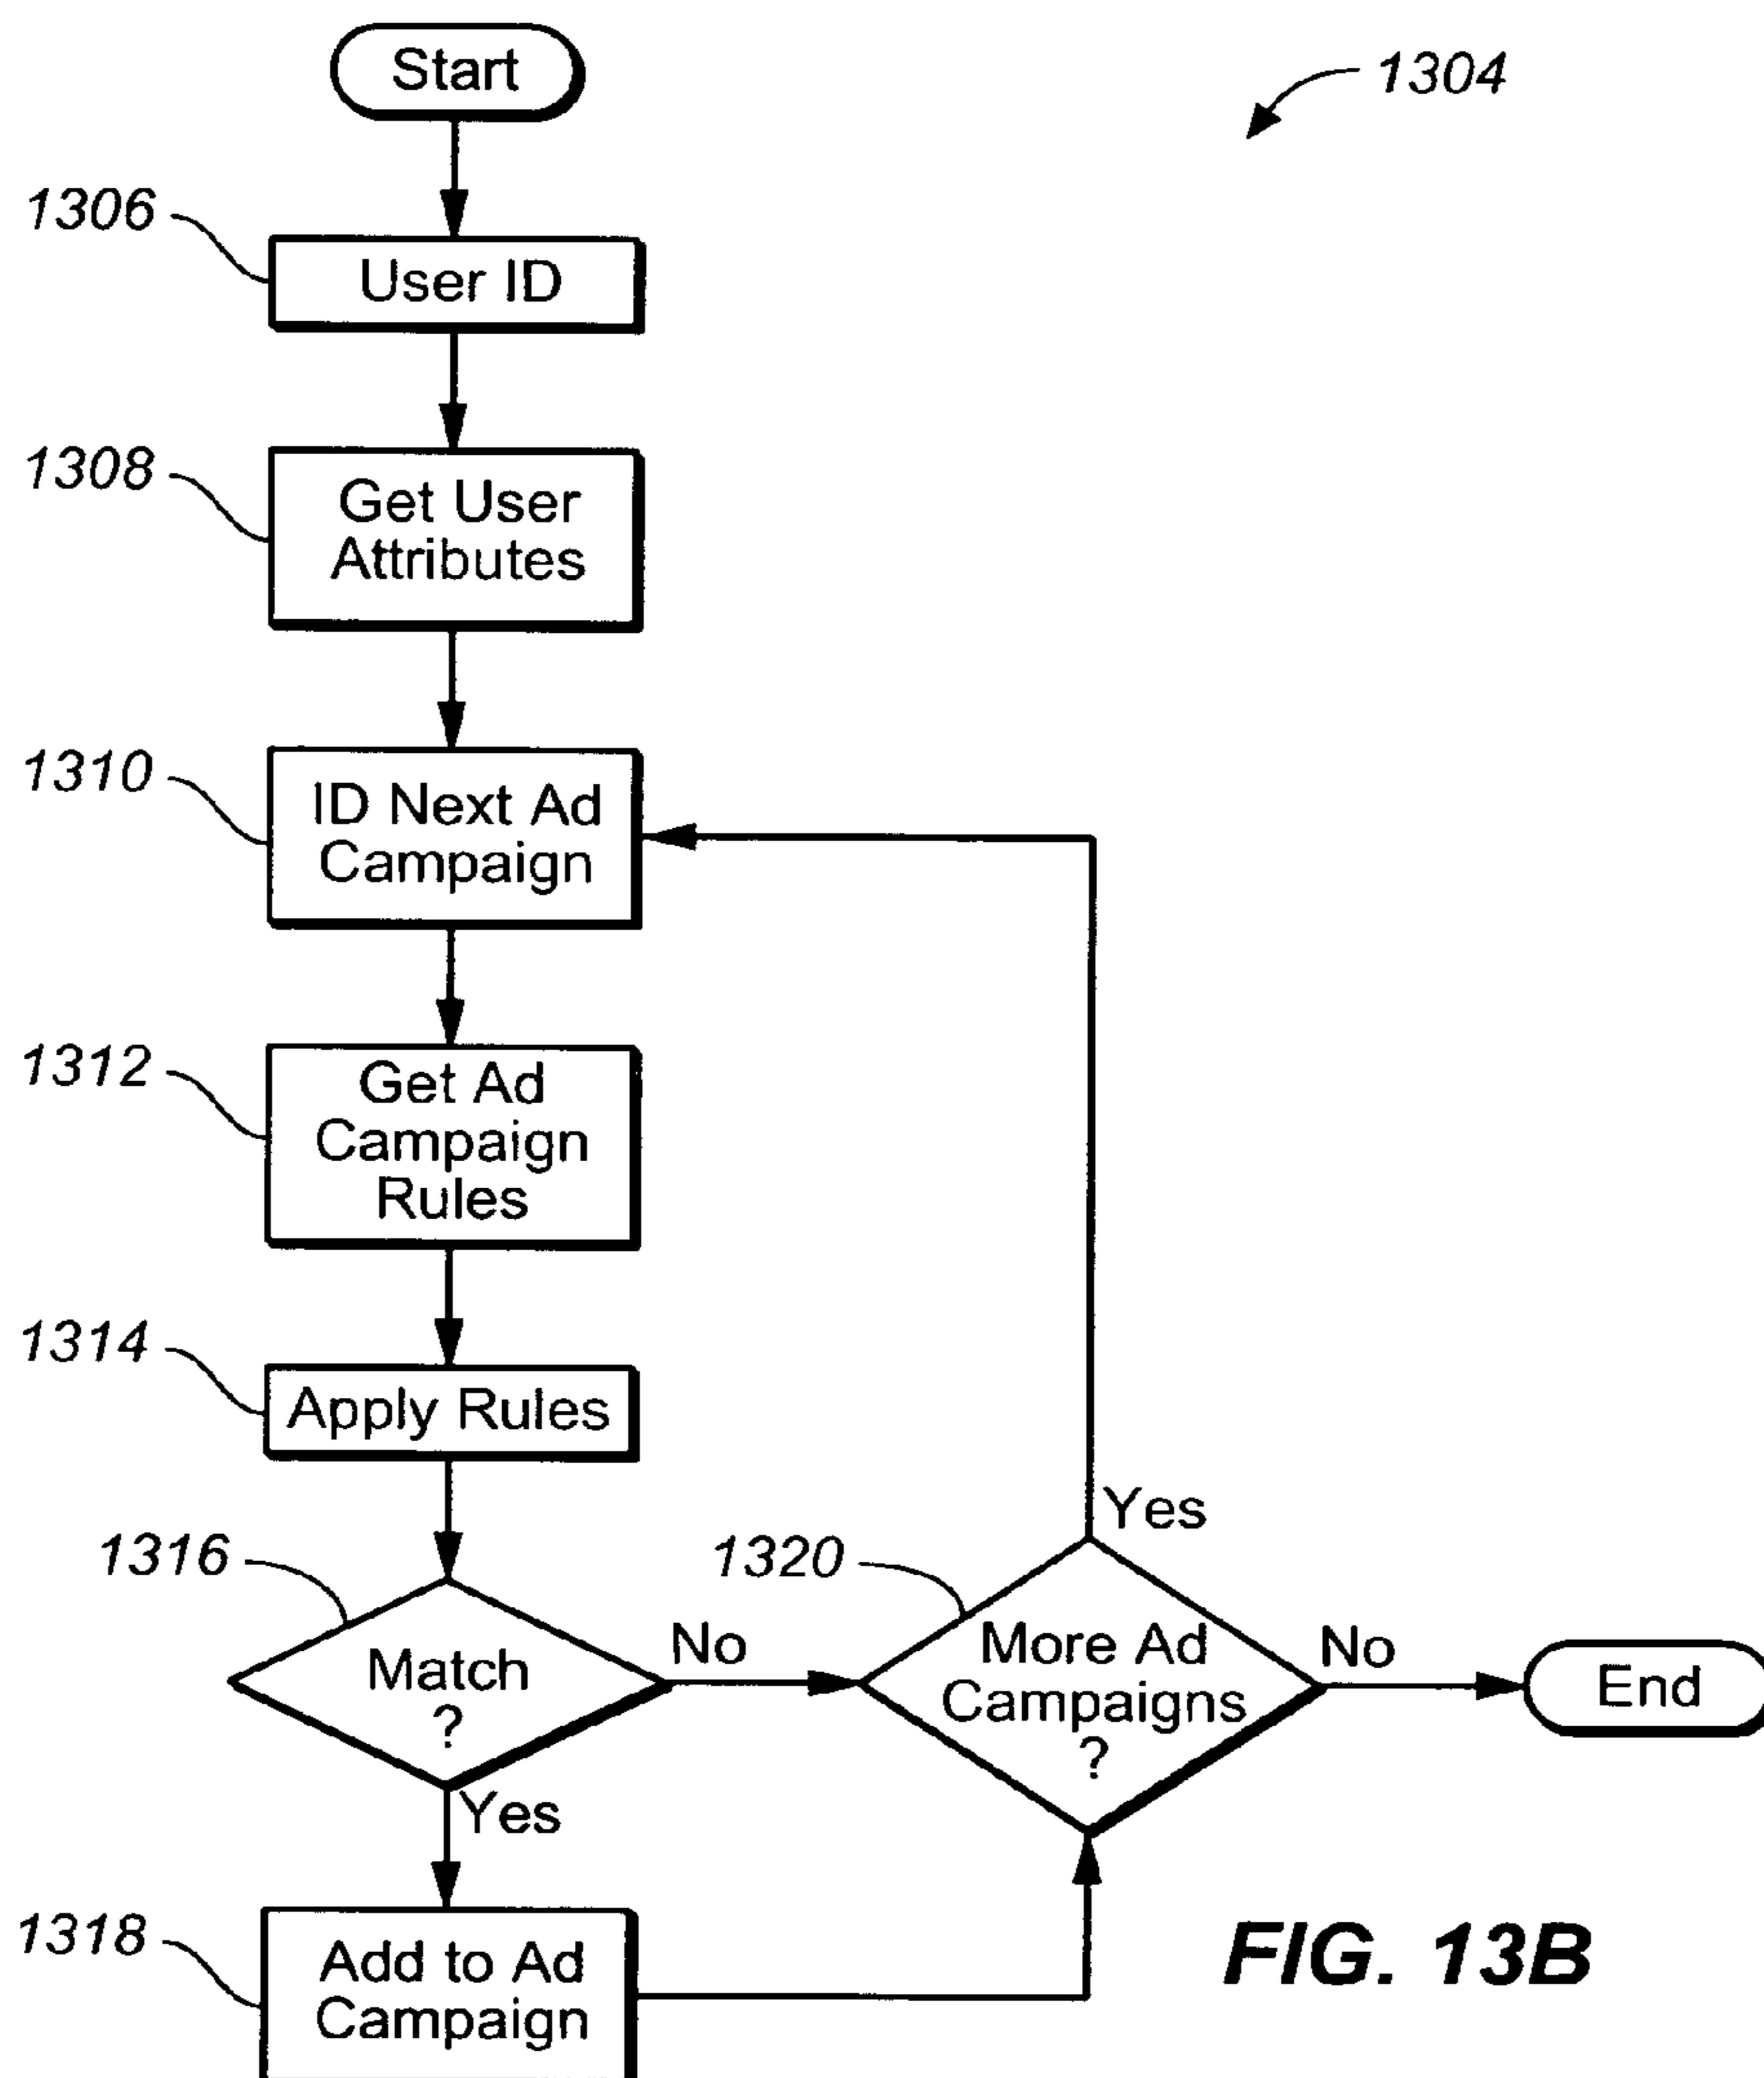 Start
1304
1306
User ID
1308
Get User
Attributes
1310
ID Next Ad
Campaign
1312
Get Ad
Campaign
Rules
1314
Apply Rules
Yes
1316
1320
Match
?
No
More Ad
Campaigns
?
No
End
Yes
1318
Add to Ad
Campaign
FIG. 13B